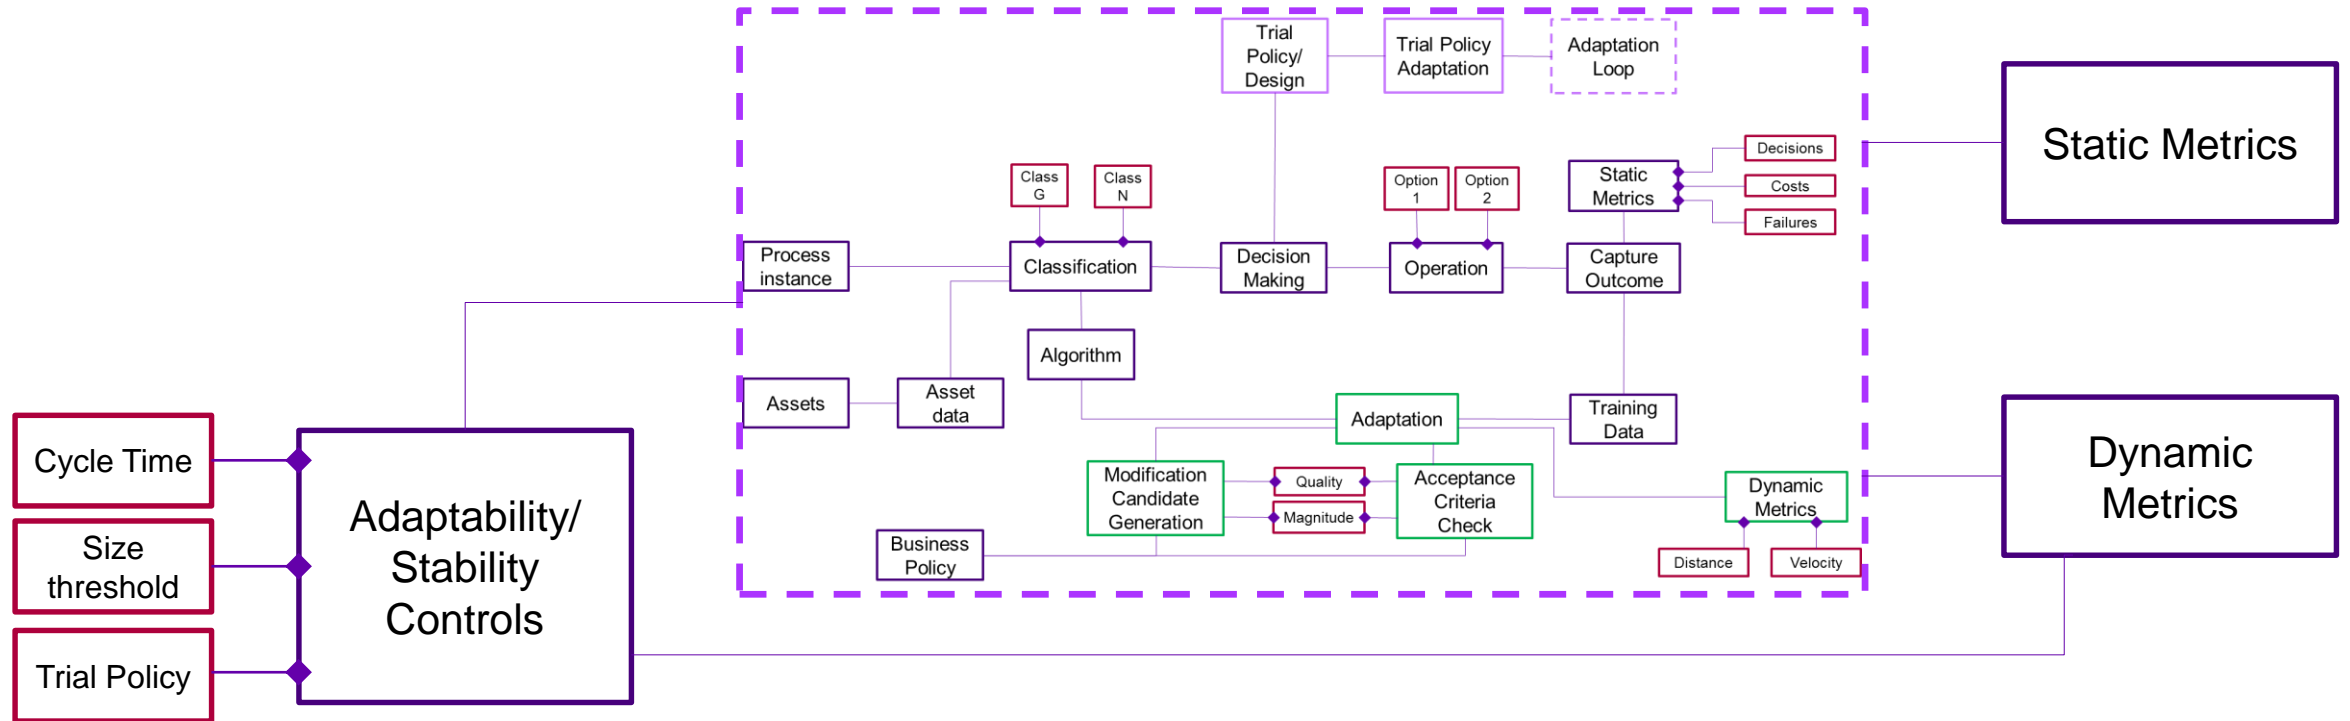 Trial
Policy/
Design
Trial Policy
Adaptation
Adaptation
Loop
Static Metrics
Decisions
Costs
Failures
Static
Metrics
Class
G
Class
N
Option
1
Option
2
Process
instance
Classification
Decision
Making
Operation
Capture
Outcome
Algorithm
Assets
Asset
data
Adaptation
Training
Data
Modification
Candidate
Generation
Quality
Magnitude
Acceptance
Criteria
Check
Dynamic
Metrics
Distance
Velocity
Business
Policy
Dynamic
Metrics
Cycle Time
Size
threshold
Trial Policy
Adaptability/
Stability
Controls